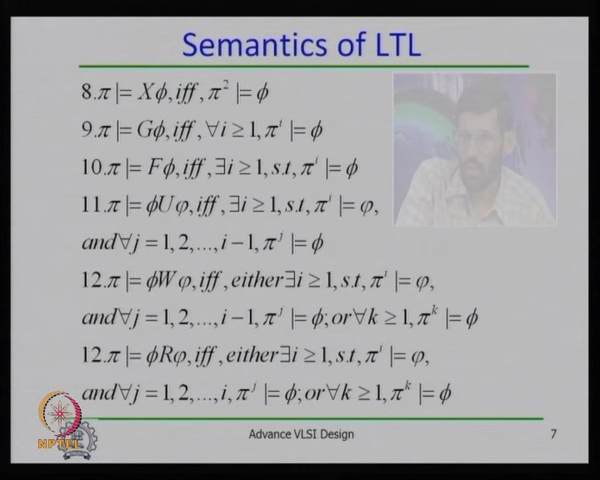 Semantics of LTL
8.π |= Xϕ, iff, π² |= ϕ
9.π |= Gϕ, iff, ∀i ≥ 1, πⁱ |= ϕ
10.π |= Fϕ, iff, ∃i ≥ 1, s.t, πⁱ |= ϕ
11.π |= ϕUφ, iff, ∃i ≥ 1, s.t, πⁱ |= φ,
and∀j = 1, 2, ..., i − 1, πʲ |= ϕ
12.π |= ϕWφ, iff, either∃i ≥ 1, s.t, πⁱ |= φ,
and∀j = 1, 2, ..., i − 1, πʲ |= ϕ; or∀k ≥ 1, πᵏ |= ϕ
12.π |= ϕRφ, iff, either∃i ≥ 1, s.t, πⁱ |= φ,
and∀j = 1, 2, ..., i, πʲ |= ϕ; or∀k ≥ 1, πᵏ |= ϕ
NPTEL
Advance VLSI Design
7